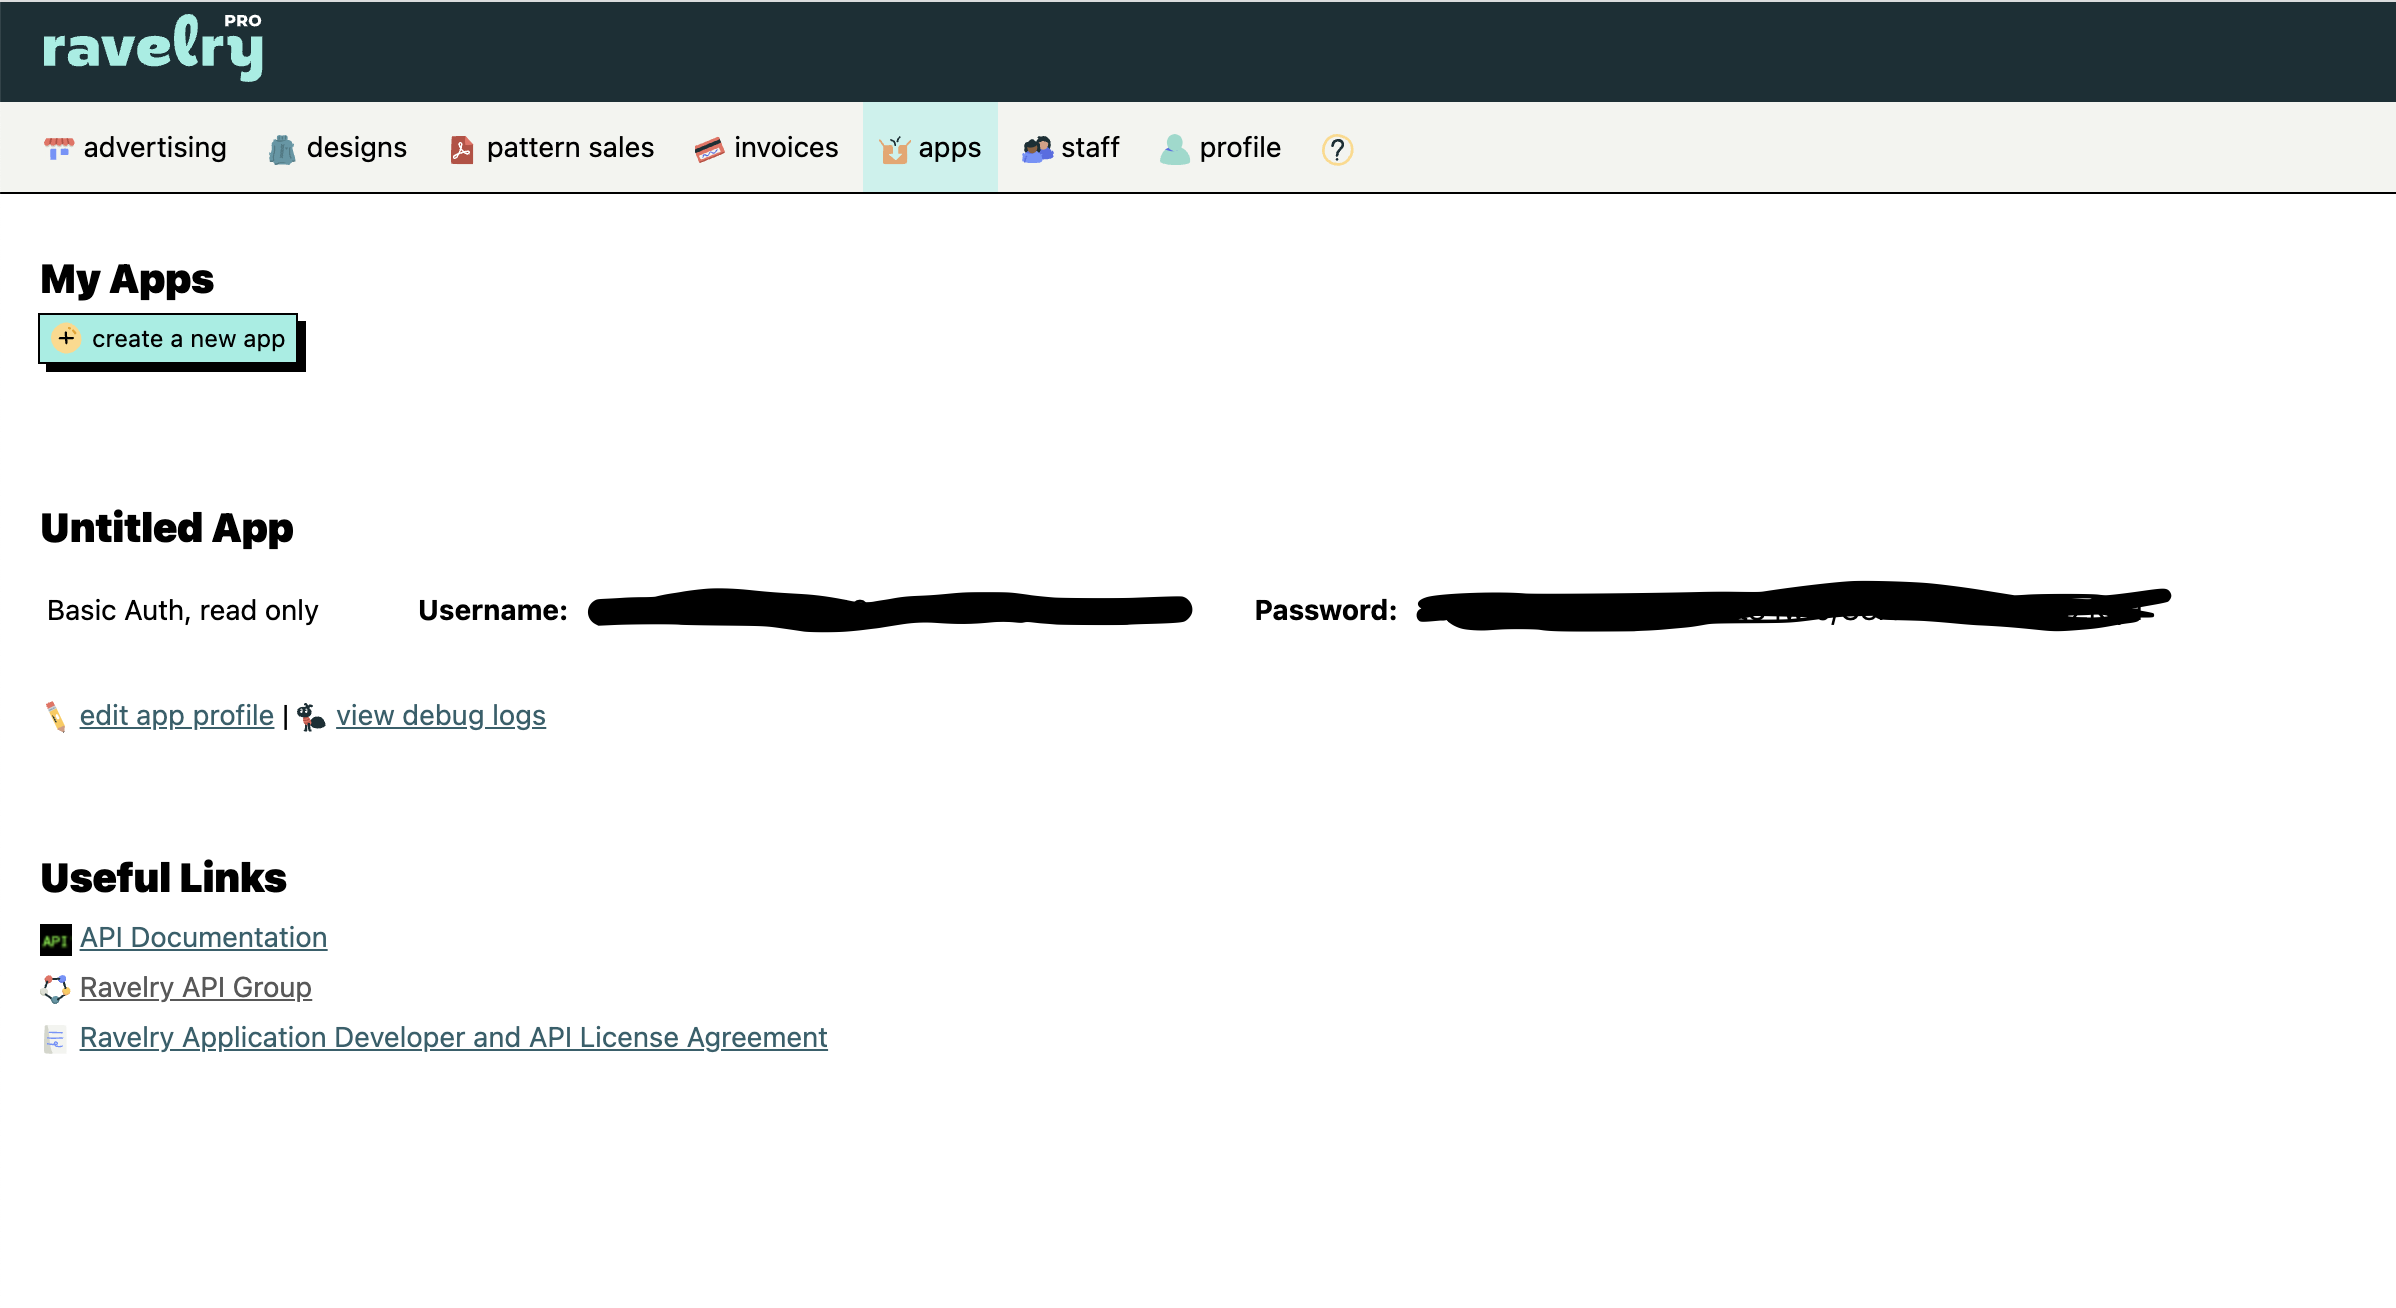 ravelry PRO
advertising designs pattern sales invoices apps staff profile ?
My Apps
+ create a new app
Untitled App
Basic Auth, read only Username: Password:
edit app profile | view debug logs
Useful Links
API API Documentation
Ravelry API Group
Ravelry Application Developer and API License Agreement